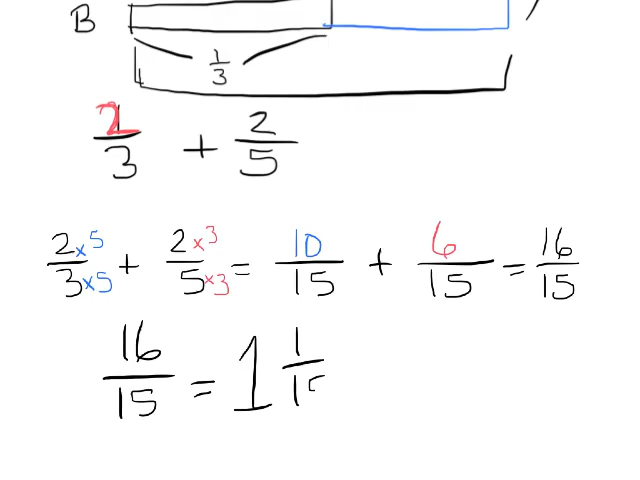 B
1/3
2/3 + 2/5
2×5/3×5 + 2×3/5×3 = 10/15 + 6/15 = 16/15
16/15 = 1 1/15